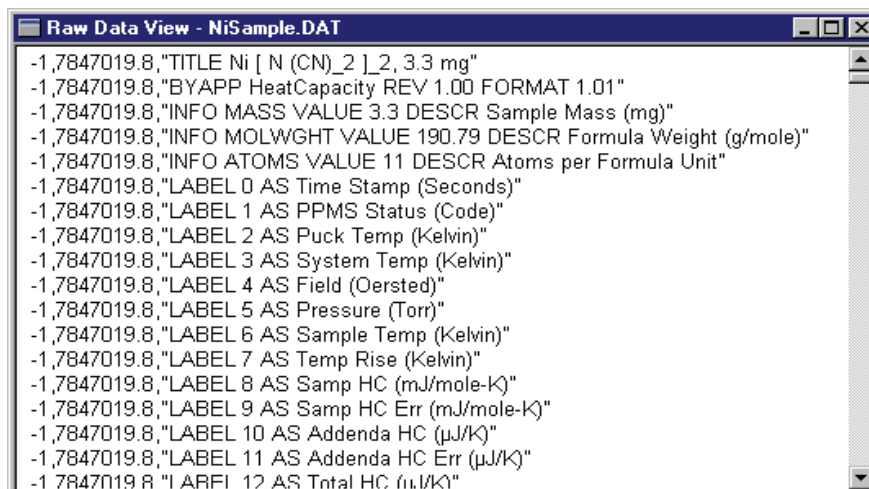 Raw Data View - NiSample.DAT
-1,7847019.8,"TITLE Ni [ N (CN)_2 ]_2, 3.3 mg"
-1,7847019.8,"BYAPP HeatCapacity REV 1.00 FORMAT 1.01"
-1,7847019.8,"INFO MASS VALUE 3.3 DESCR Sample Mass (mg)"
-1,7847019.8,"INFO MOLWGHT VALUE 190.79 DESCR Formula Weight (g/mole)"
-1,7847019.8,"INFO ATOMS VALUE 11 DESCR Atoms per Formula Unit"
-1,7847019.8,"LABEL 0 AS Time Stamp (Seconds)"
-1,7847019.8,"LABEL 1 AS PPMS Status (Code)"
-1,7847019.8,"LABEL 2 AS Puck Temp (Kelvin)"
-1,7847019.8,"LABEL 3 AS System Temp (Kelvin)"
-1,7847019.8,"LABEL 4 AS Field (Oersted)"
-1,7847019.8,"LABEL 5 AS Pressure (Torr)"
-1,7847019.8,"LABEL 6 AS Sample Temp (Kelvin)"
-1,7847019.8,"LABEL 7 AS Temp Rise (Kelvin)"
-1,7847019.8,"LABEL 8 AS Samp HC (mJ/mole-K)"
-1,7847019.8,"LABEL 9 AS Samp HC Err (mJ/mole-K)"
-1,7847019.8,"LABEL 10 AS Addenda HC (µJ/K)"
-1,7847019.8,"LABEL 11 AS Addenda HC Err (µJ/K)"
-1,7847019.8,"LABEL 12 AS Total HC (µJ/K)"